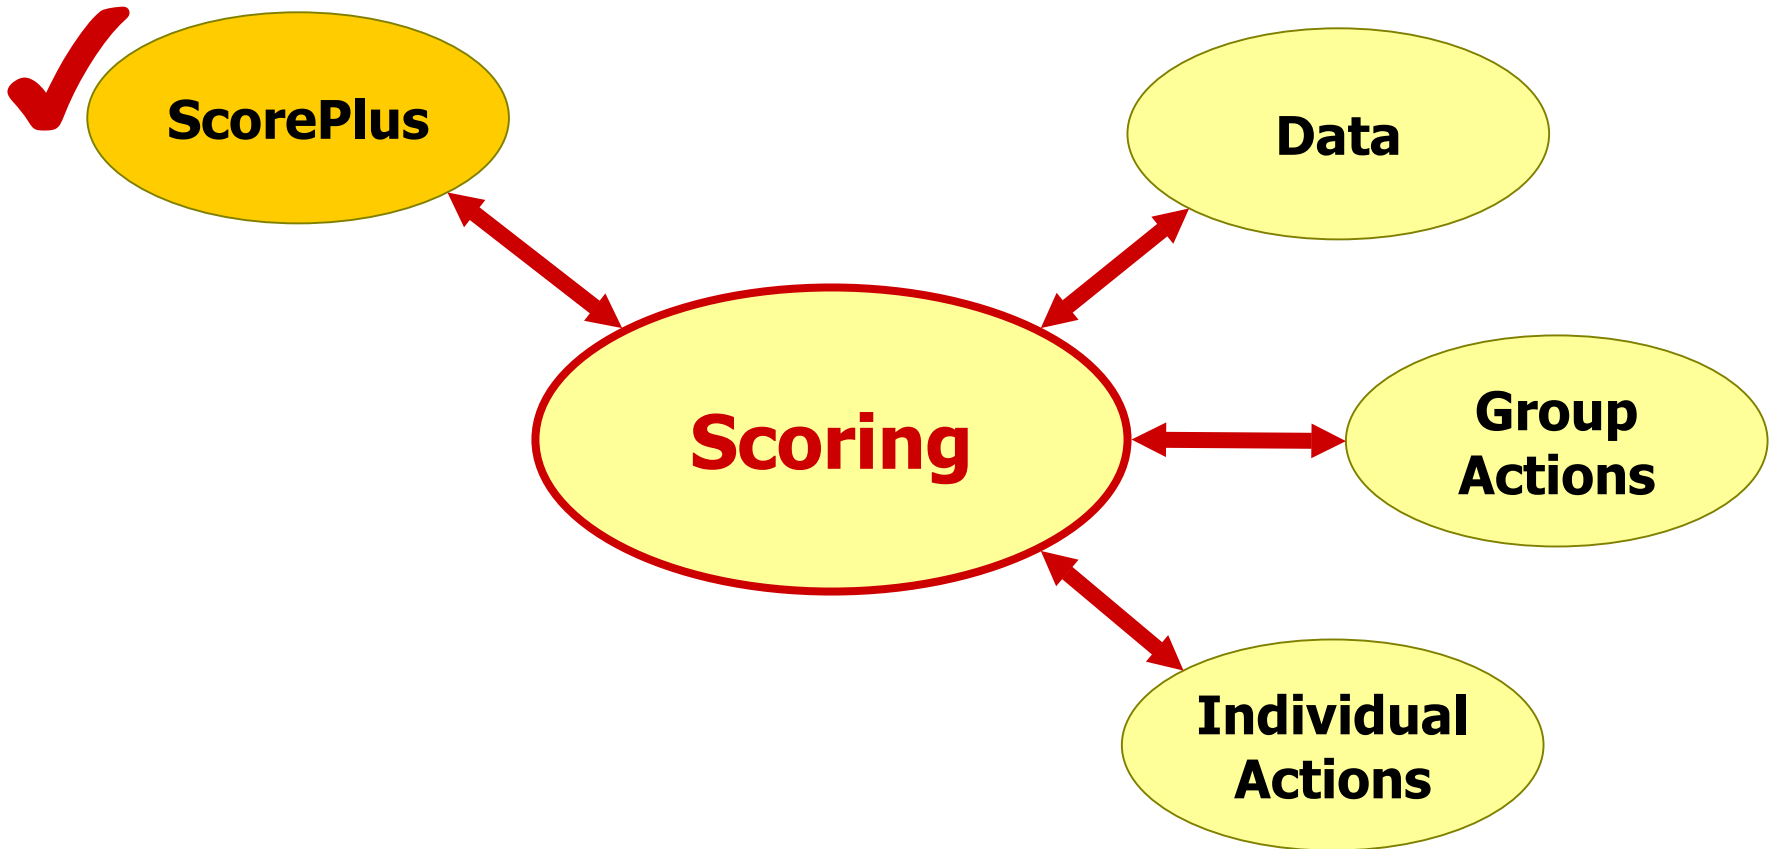 ScorePlus
Data
Scoring
Group
Actions
Individual
Actions